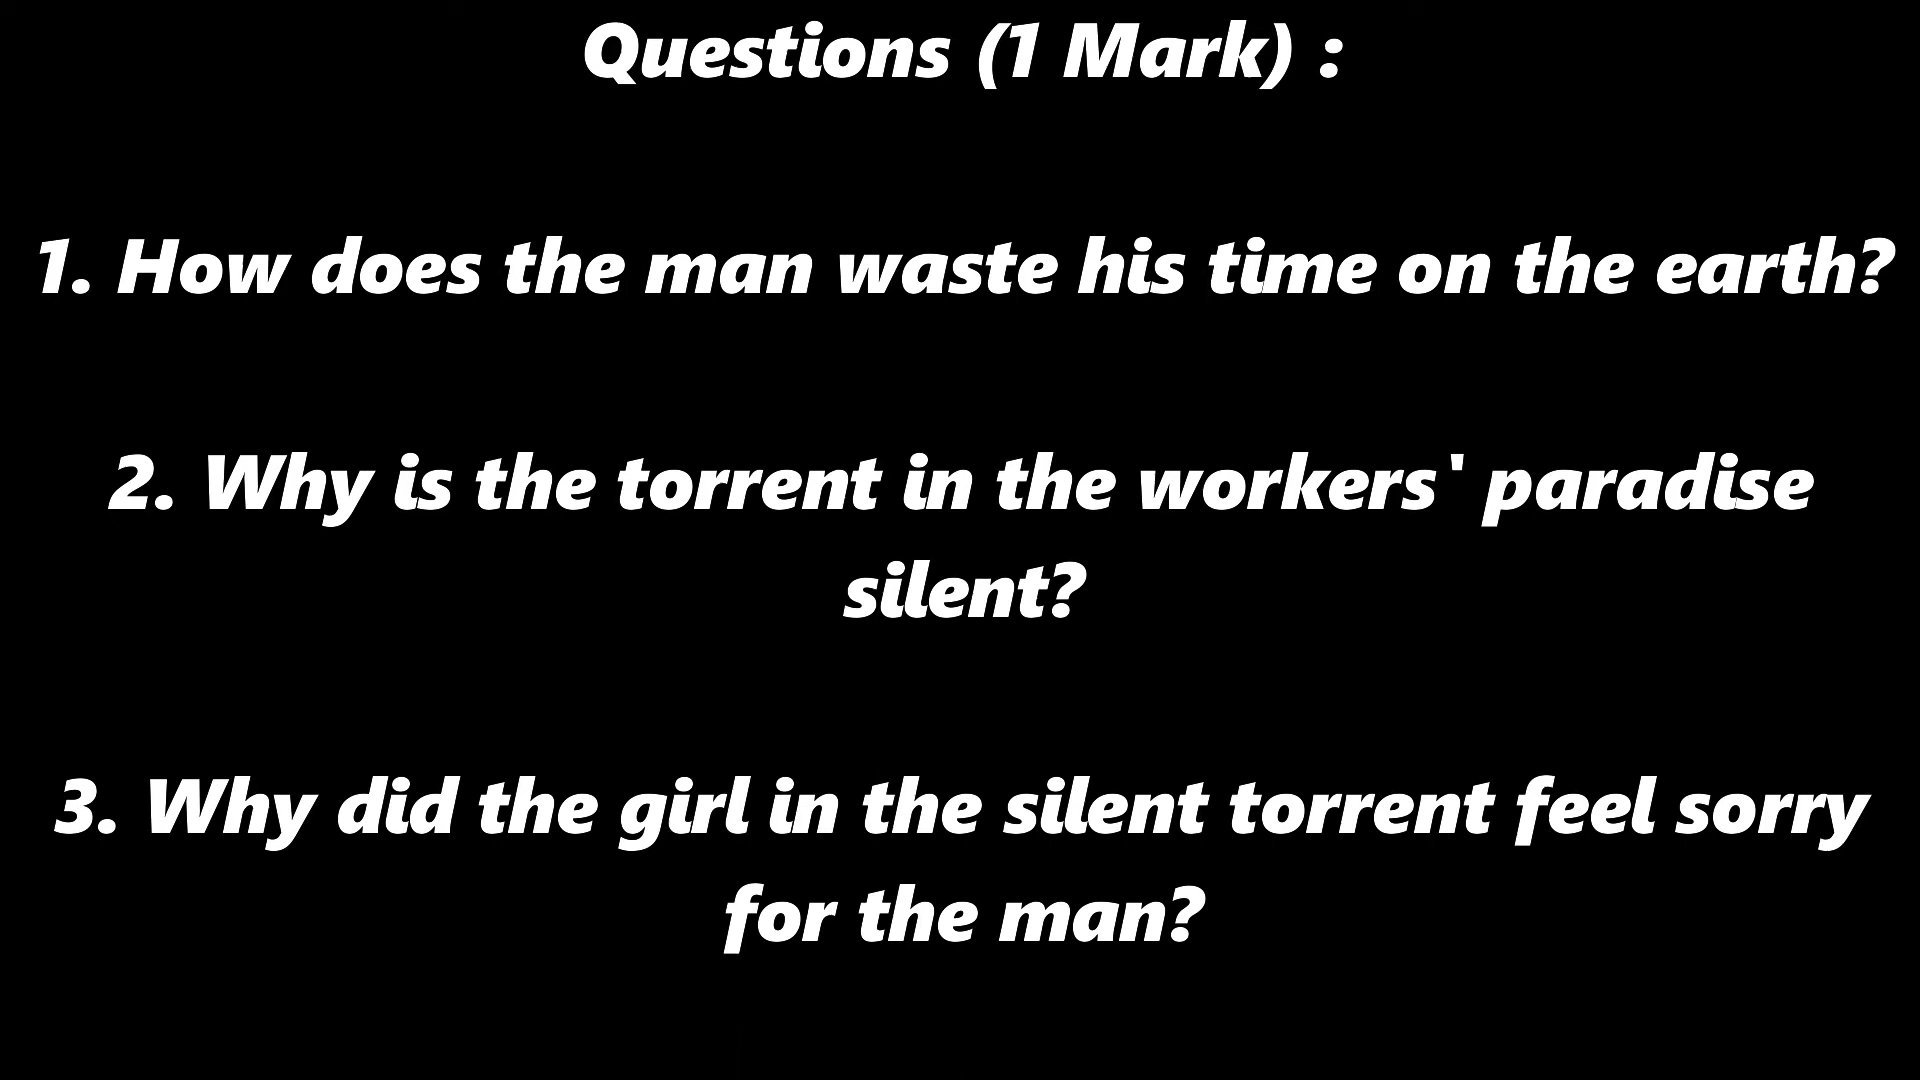 Questions (1 Mark) :
1. How does the man waste his time on the earth?
2. Why is the torrent in the workers' paradise
silent?
3. Why did the girl in the silent torrent feel sorry
for the man?